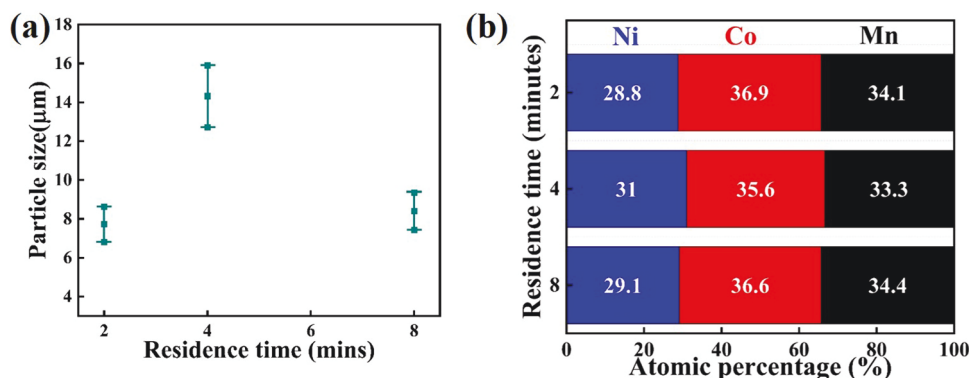 (a)
18
16
14
12
10
8
6
4
Particle size(μm)
2 4 6 8
Residence time (mins)
(b)
Ni Co Mn
Residence time (minutes)
2
28.8 36.9 34.1
4
31 35.6 33.3
8
29.1 36.6 34.4
0 20 40 60 80 100
Atomic percentage (%)